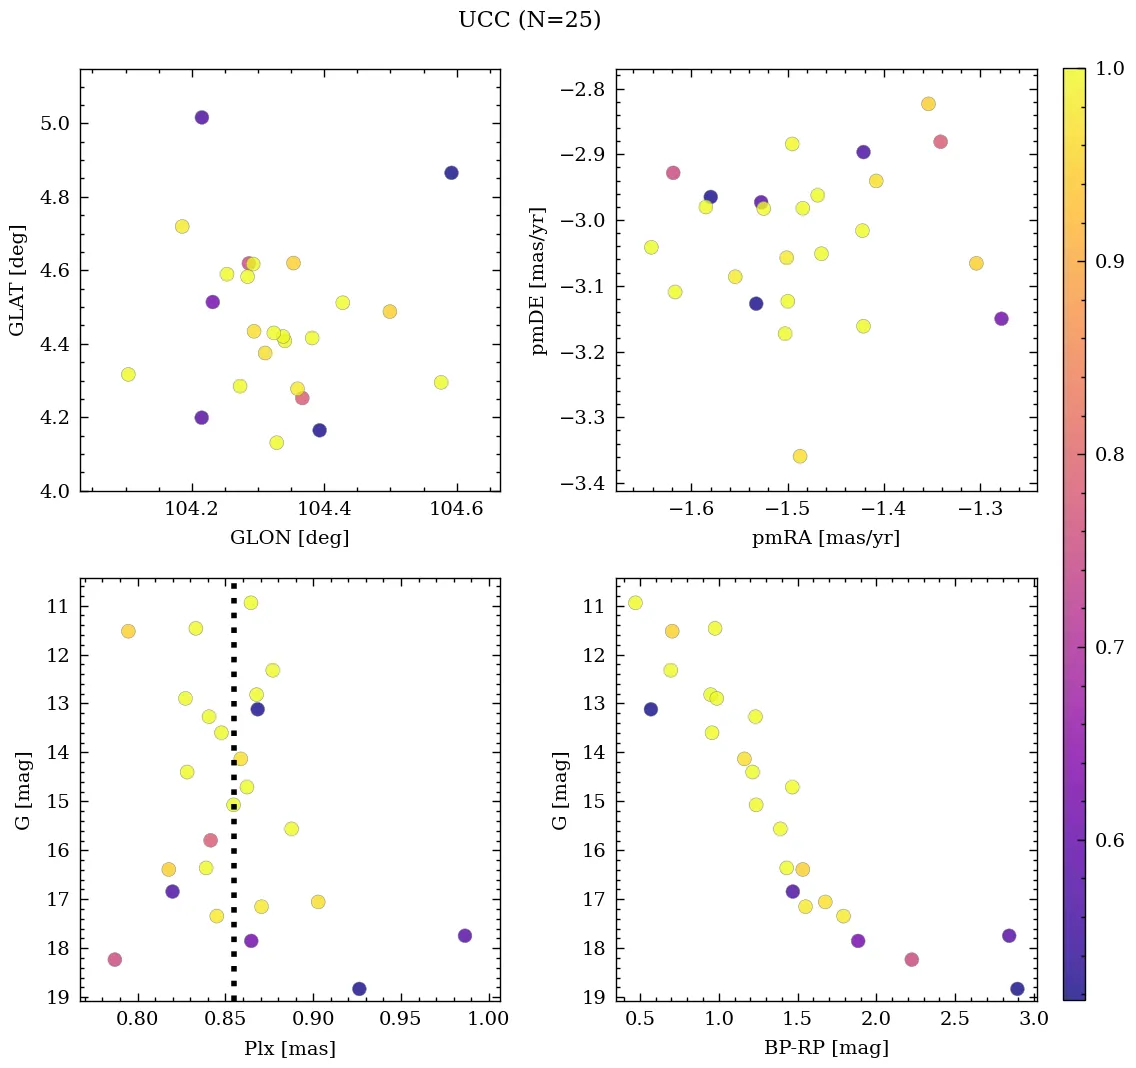 UCC (N=25)
5.0
4.8
4.6
4.4
4.2
4.0
GLAT [deg]
104.2 104.4 104.6
GLON [deg]
−2.8
−2.9
−3.0
−3.1
−3.2
−3.3
−3.4
pmDE [mas/yr]
−1.6 −1.5 −1.4 −1.3
pmRA [mas/yr]
1.0
0.9
0.8
0.7
0.6
11
12
13
14
15
16
17
18
19
G [mag]
0.80 0.85 0.90 0.95 1.00
Plx [mas]
11
12
13
14
15
16
17
18
19
G [mag]
0.5 1.0 1.5 2.0 2.5 3.0
BP-RP [mag]